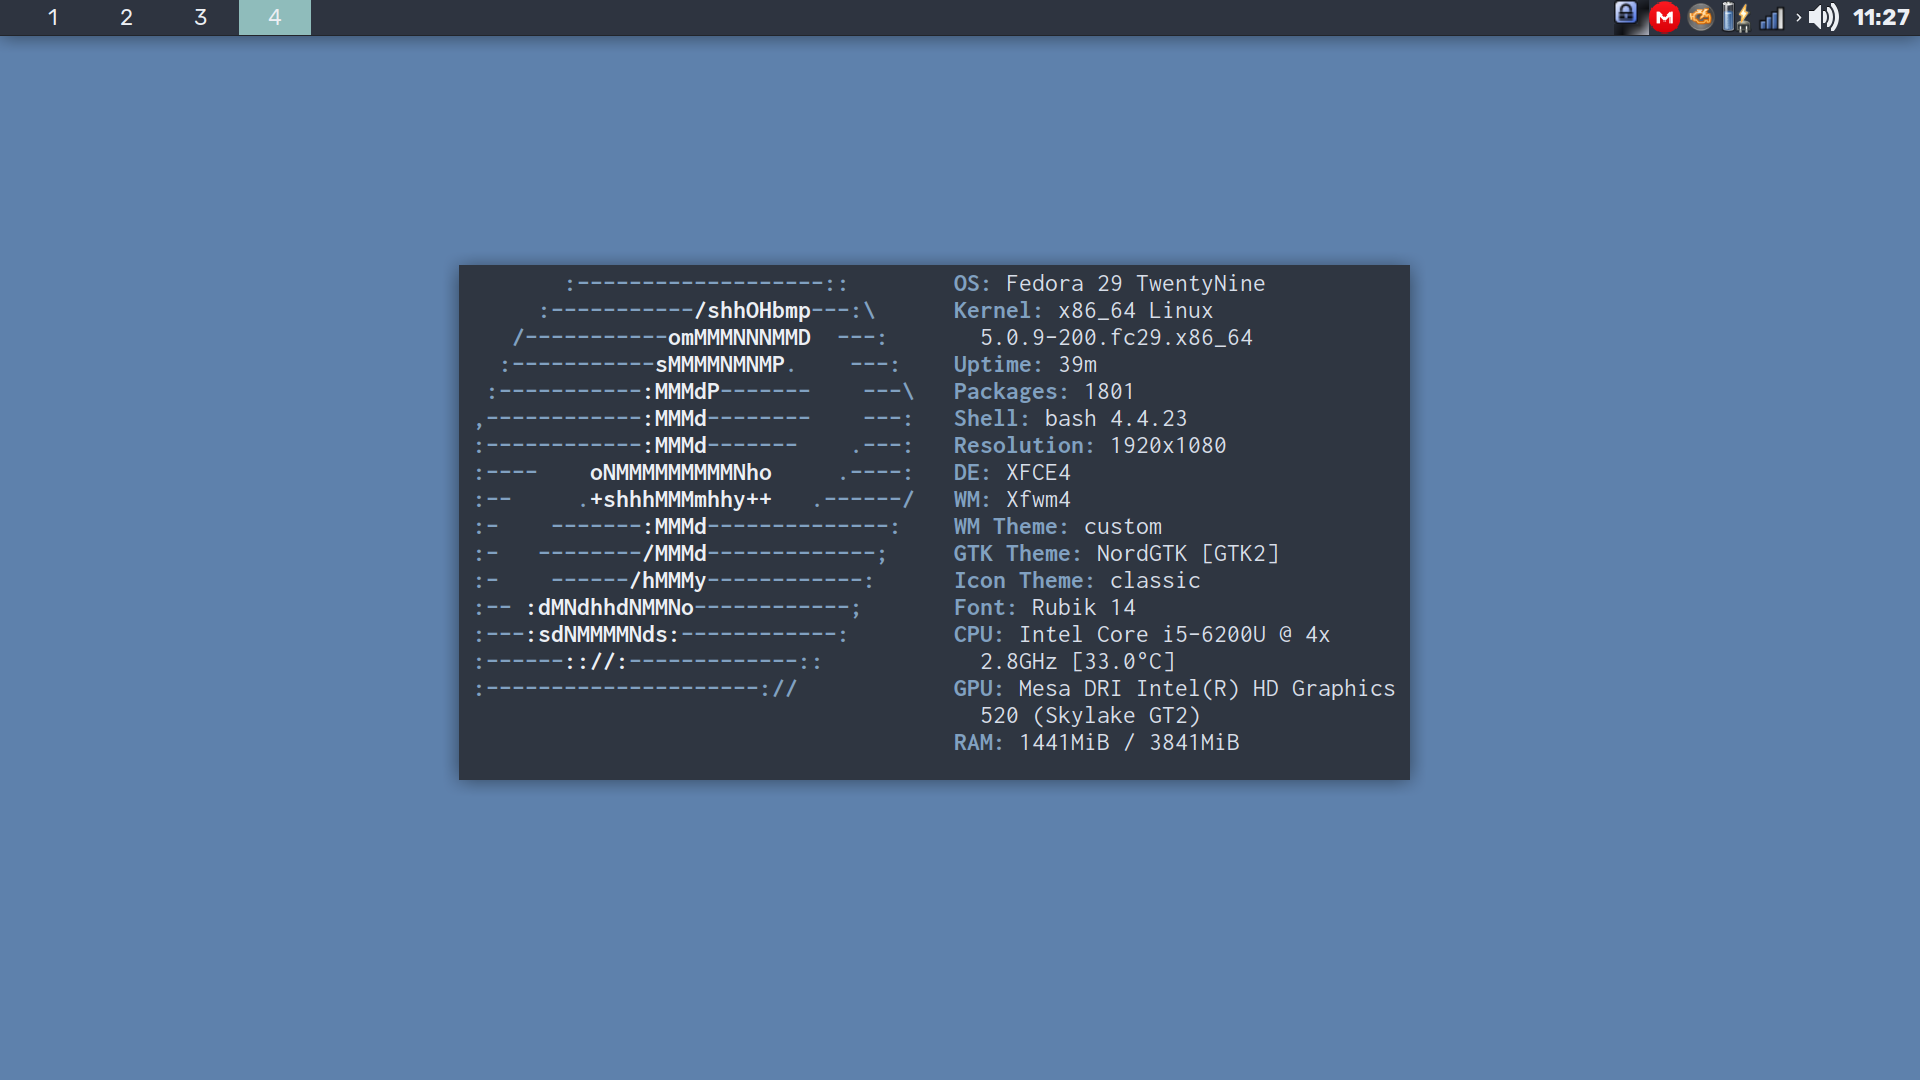 1 2 3 4 M 11:27
:-------------------::
:-----------/shhOHbmp---:\
/-----------omMMMNNNMMD  ---:
:-----------sMMMMNMNMP.    ---:
:-----------:MMMdP-------    ---\
,------------:MMMd--------    ---:
:------------:MMMd-------    .---:
:----    oNMMMMMMMMMNho     .----:
:--     .+shhhMMMmhhy++   .------/
:-    -------:MMMd--------------:
:-   --------/MMMd-------------;
:-    ------/hMMMy------------:
:-- :dMNdhhdNMMNo------------;
:---:sdNMMMMNds:------------:
:------:://:-------------::
:---------------------://
OS: Fedora 29 TwentyNine
Kernel: x86_64 Linux
5.0.9-200.fc29.x86_64
Uptime: 39m
Packages: 1801
Shell: bash 4.4.23
Resolution: 1920x1080
DE: XFCE4
WM: Xfwm4
WM Theme: custom
GTK Theme: NordGTK [GTK2]
Icon Theme: classic
Font: Rubik 14
CPU: Intel Core i5-6200U @ 4x
2.8GHz [33.0°C]
GPU: Mesa DRI Intel(R) HD Graphics
520 (Skylake GT2)
RAM: 1441MiB / 3841MiB